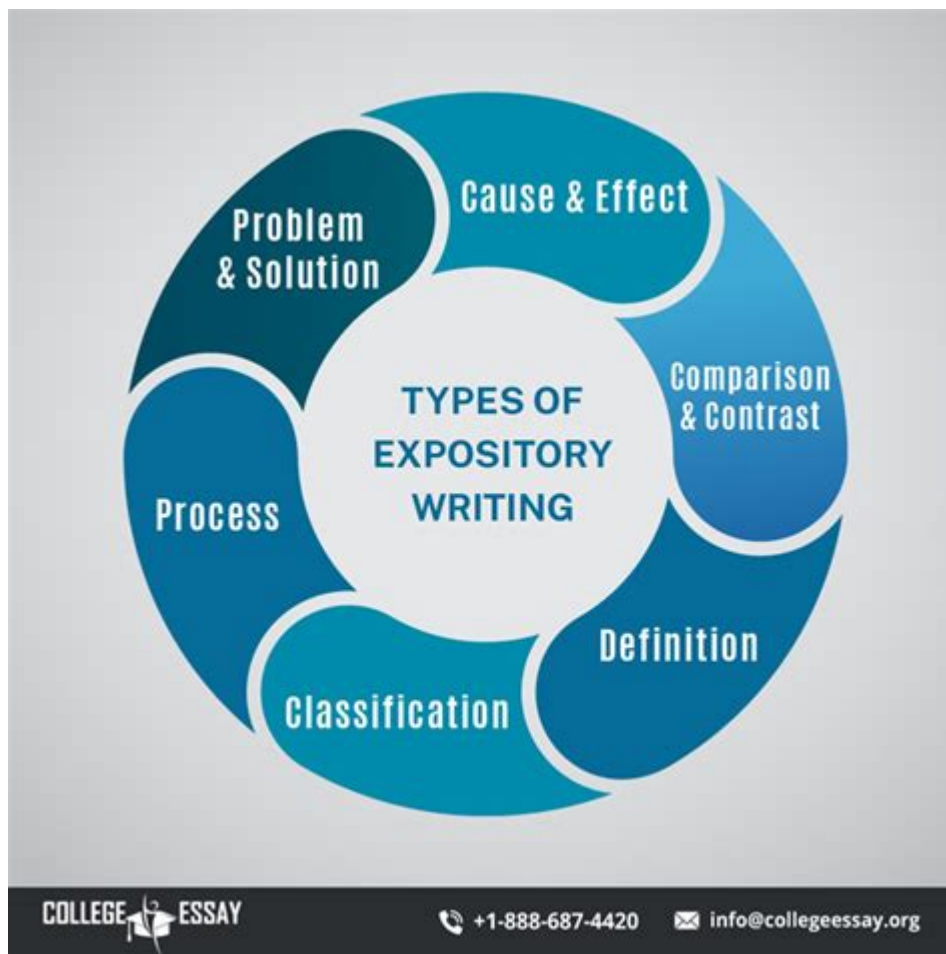 Cause & Effect
Problem
& Solution
Comparison
& Contrast
TYPES OF
EXPOSITORY
WRITING
Process
Definition
Classification
COLLEGE ESSAY
+1-888-687-4420
info@collegeessay.org